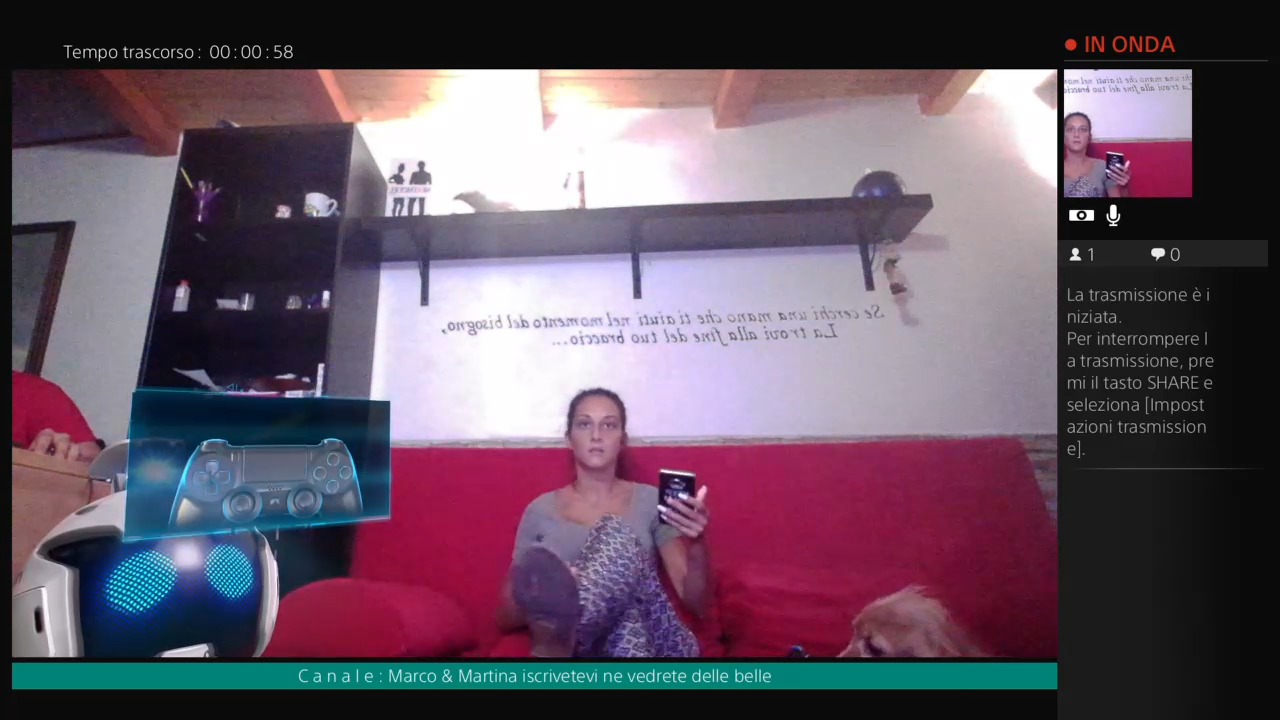 Tempo trascorso: 00:00:58
IN ONDA
Se cerchi una mano che ti aiuti nel momento del bisogno,
La trovi alla fine del tuo braccio...
1
0
La trasmissione è i
niziata.
Per interrompere l
a trasmissione, pre
mi il tasto SHARE e
seleziona [Impost
azioni trasmission
e].
Canale: Marco & Martina iscrivetevi ne vedrete delle belle